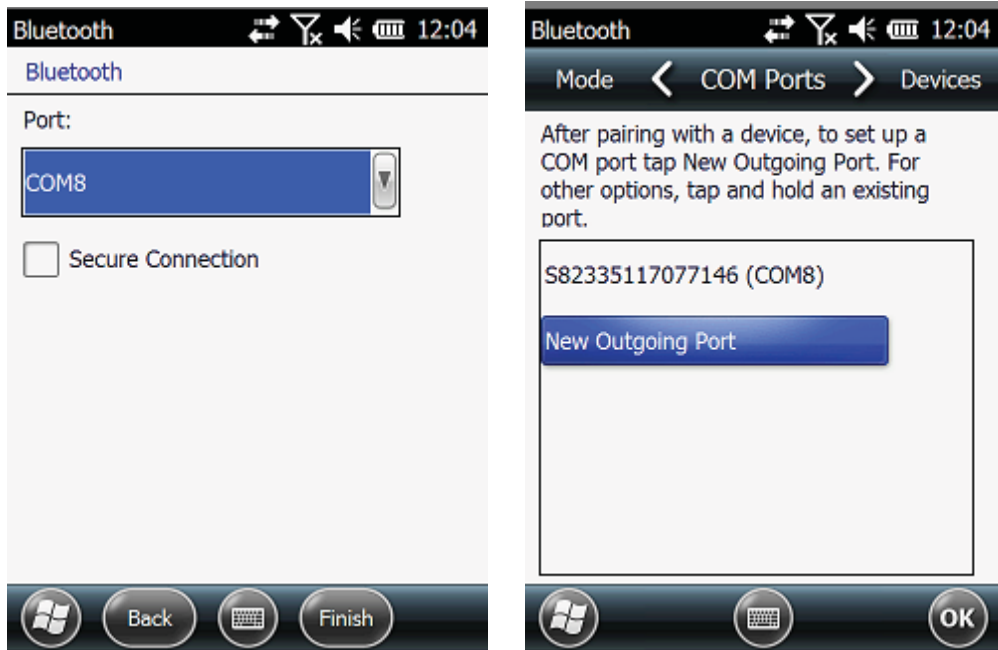 Bluetooth 12:04
Bluetooth
Port:
COM8
Secure Connection
Back Finish
Bluetooth 12:04
Mode COM Ports Devices
After pairing with a device, to set up a
COM port tap New Outgoing Port. For
other options, tap and hold an existing
port.
S82335117077146 (COM8)
New Outgoing Port
OK